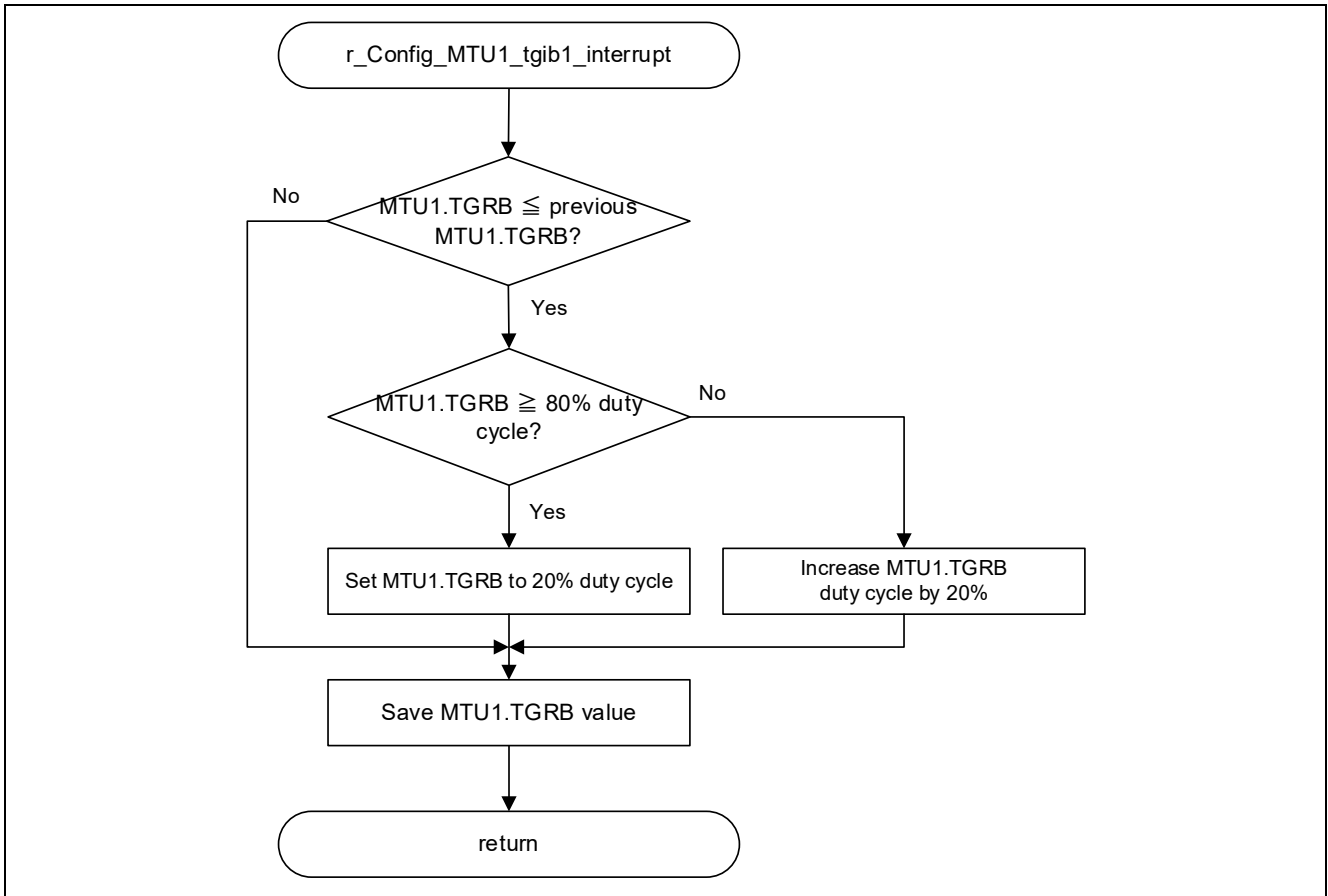 r_Config_MTU1_tgib1_interrupt
No
MTU1.TGRB ≦ previous
MTU1.TGRB?
Yes
No
MTU1.TGRB ≧ 80% duty
cycle?
Yes
Set MTU1.TGRB to 20% duty cycle
Increase MTU1.TGRB
duty cycle by 20%
Save MTU1.TGRB value
return